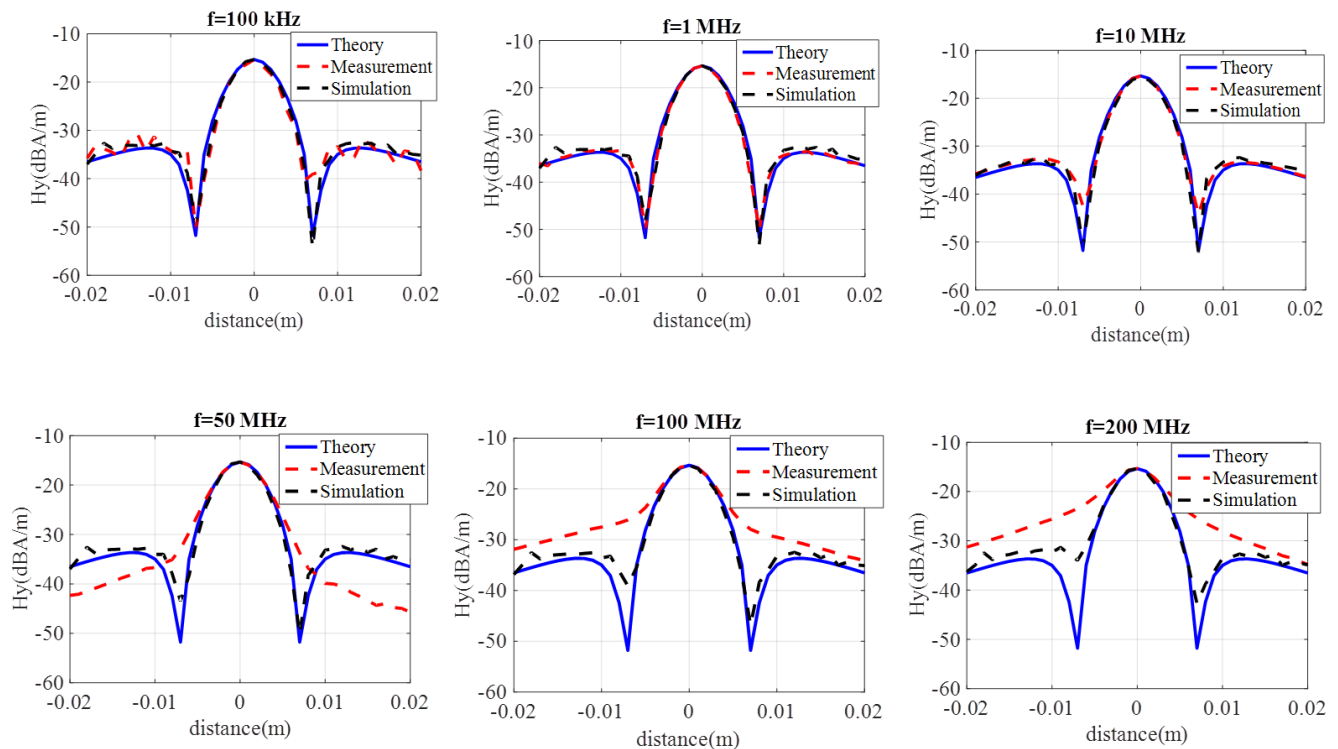 f=100 kHz
Hy(dBA/m)
-10
-20
-30
-40
-50
-60
-0.02
-0.01
0
0.01
0.02
distance(m)
Theory
Measurement
Simulation
f=1 MHz
Hy(dBA/m)
-10
-20
-30
-40
-50
-60
-0.02
-0.01
0
0.01
0.02
distance(m)
Theory
Measurement
Simulation
f=10 MHz
Hy(dBA/m)
-10
-20
-30
-40
-50
-60
-0.02
-0.01
0
0.01
0.02
distance(m)
Theory
Measurement
Simulation
f=50 MHz
Hy(dBA/m)
-10
-20
-30
-40
-50
-60
-0.02
-0.01
0
0.01
0.02
distance(m)
Theory
Measurement
Simulation
f=100 MHz
Hy(dBA/m)
-10
-20
-30
-40
-50
-60
-0.02
-0.01
0
0.01
0.02
distance(m)
Theory
Measurement
Simulation
f=200 MHz
Hy(dBA/m)
-10
-20
-30
-40
-50
-60
-0.02
-0.01
0
0.01
0.02
distance(m)
Theory
Measurement
Simulation